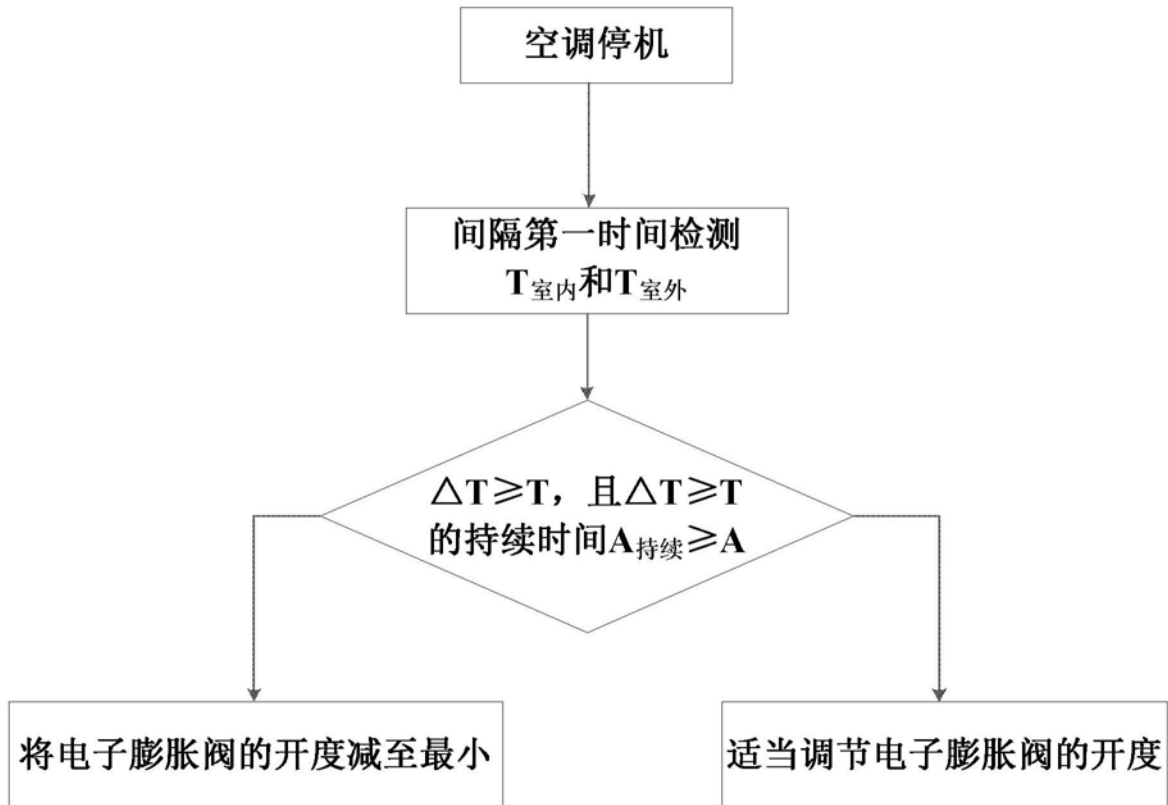 空调停机
间隔第一时间检测
T室内和T室外
△T≥T，且△T≥T
的持续时间A持续≥A
将电子膨胀阀的开度减至最小
适当调节电子膨胀阀的开度